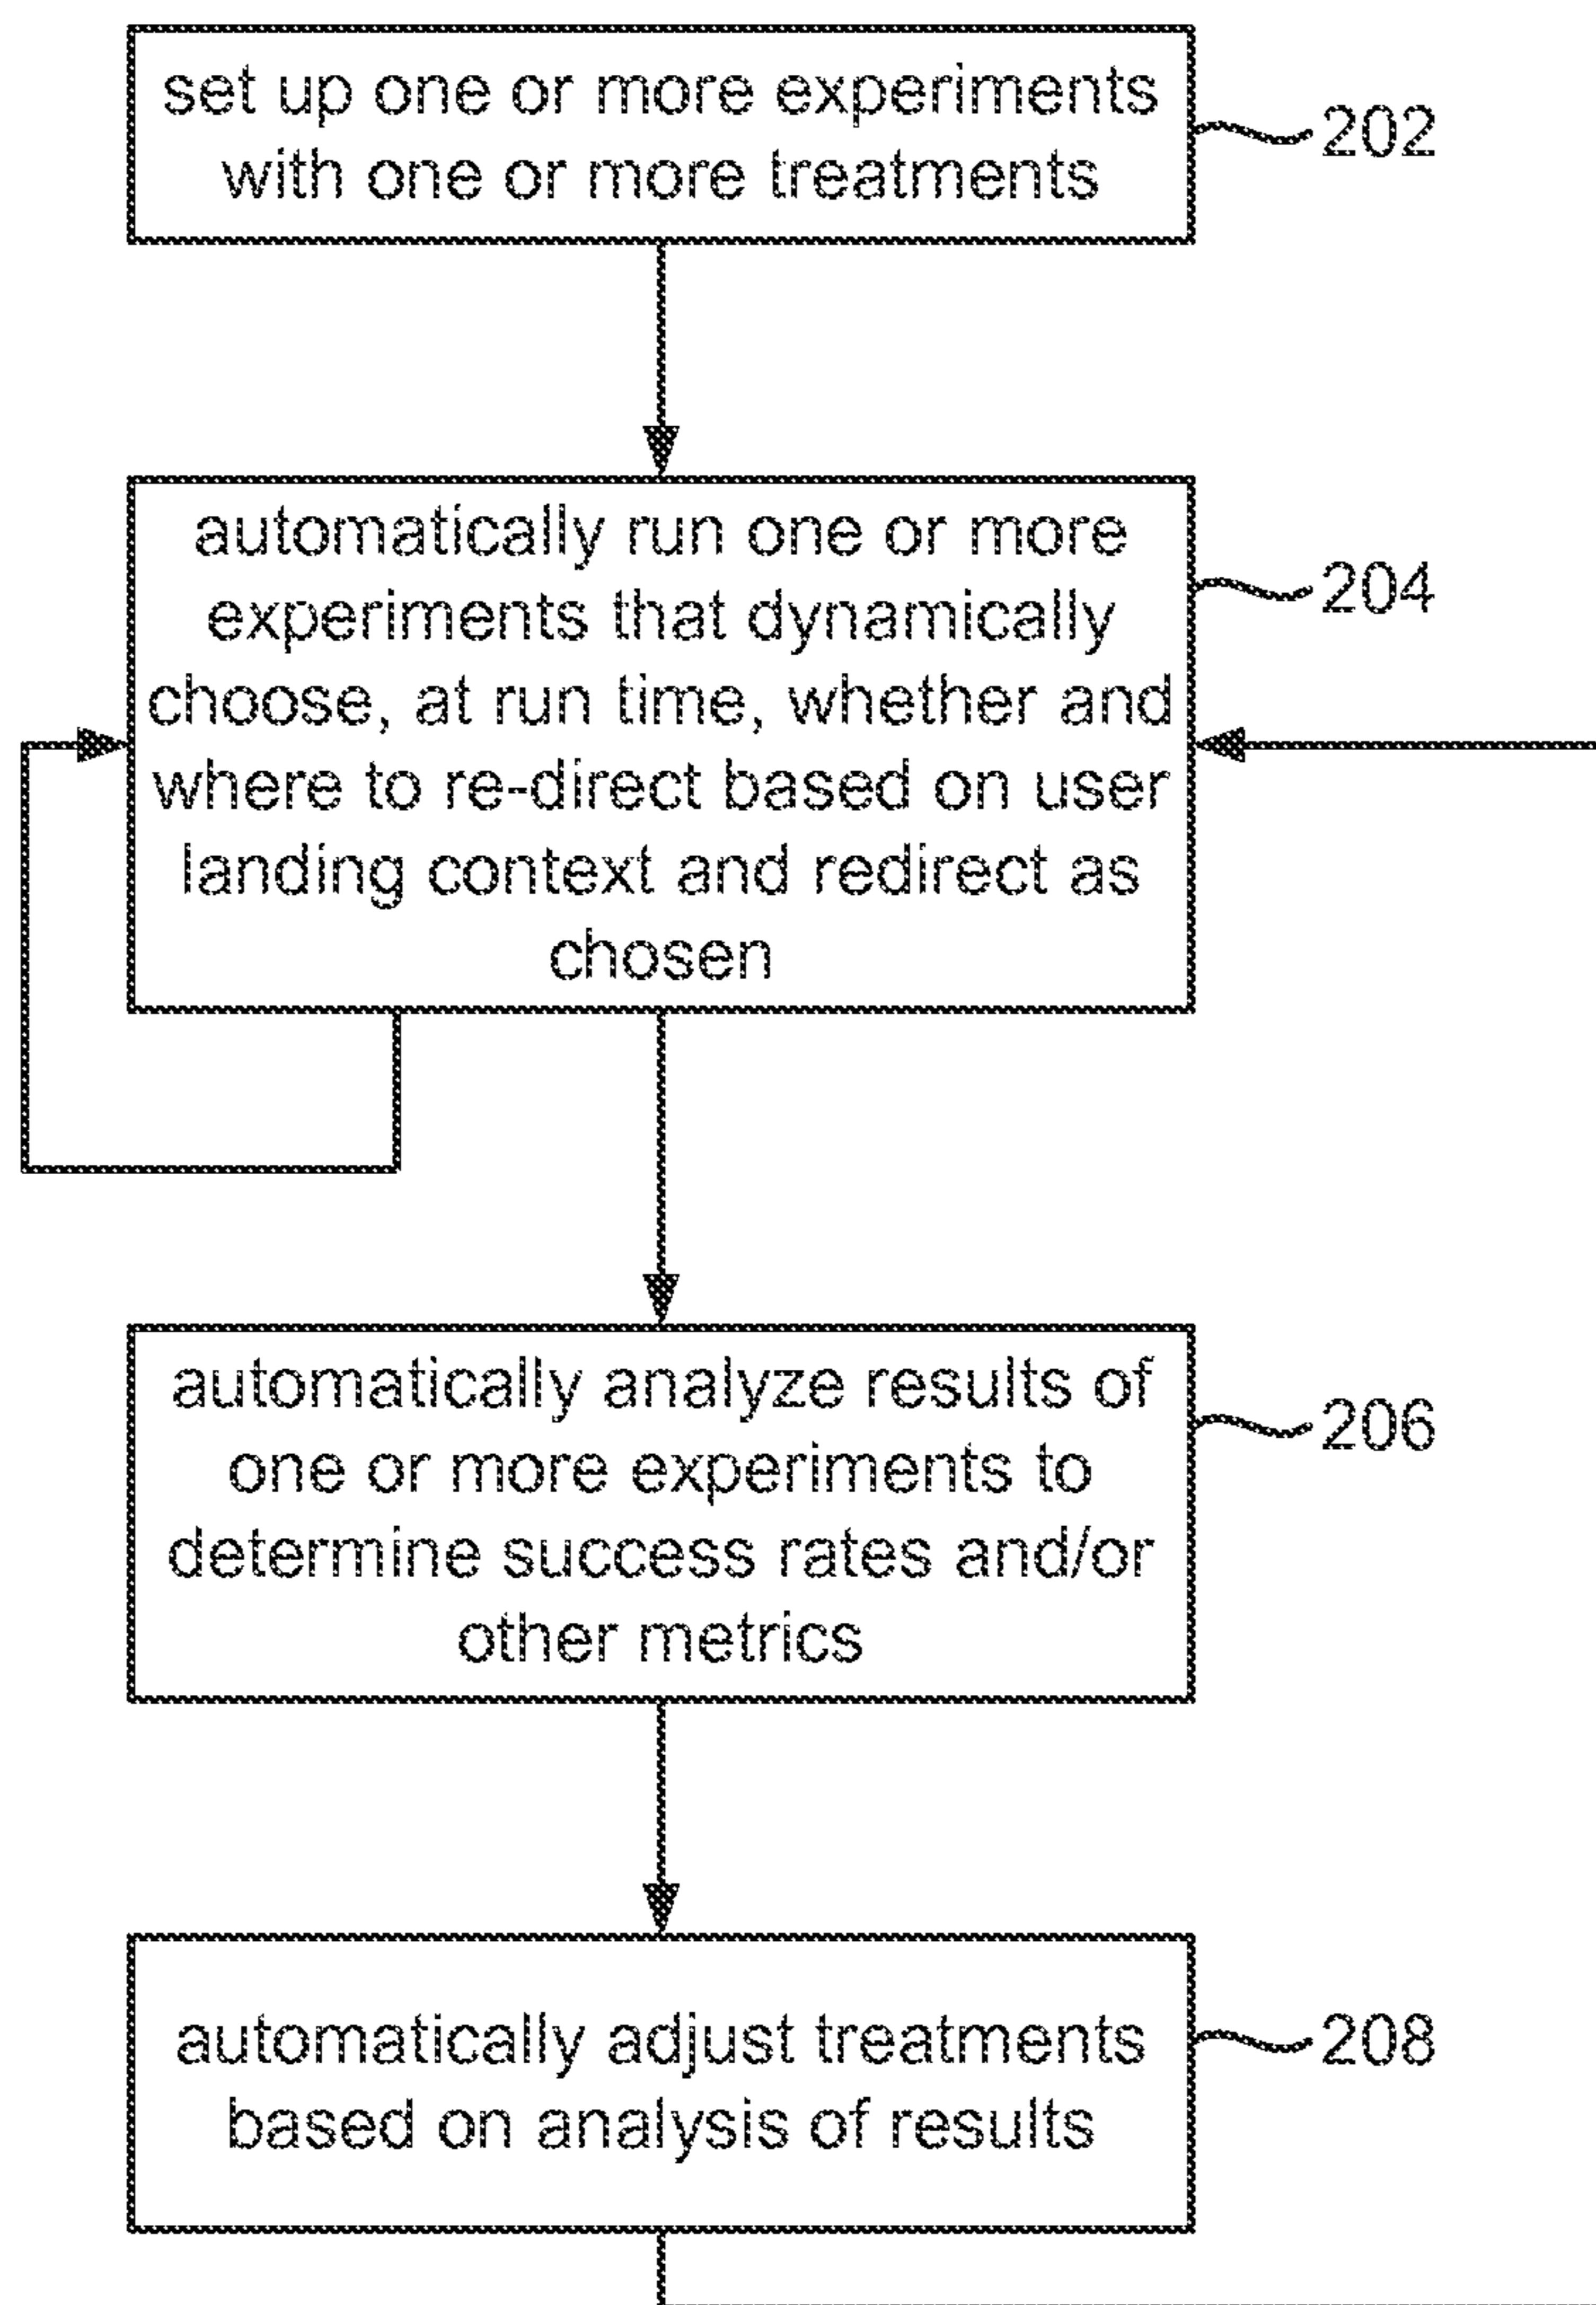 set up one or more experiments
with one or more treatments
202
automatically run one or more
experiments that dynamically
choose, at run time, whether and
where to re-direct based on user
landing context and redirect as
chosen
204
automatically analyze results of
one or more experiments to
determine success rates and/or
other metrics
206
automatically adjust treatments
based on analysis of results
208